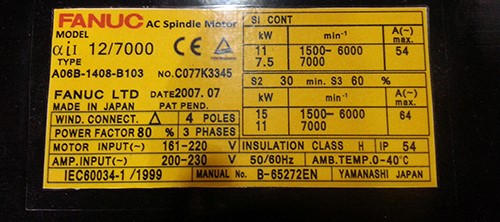 FANUC AC Spindle Motor
αiI 12/7000
TYPE
A06B-1408-B103 NO.C077K3345
FANUC LTD DATE2007.07
MADE IN JAPAN PAT PEND.
WIND. CONNECT. △ 4 POLES
POWER FACTOR 80 % 3 PHASES
MOTOR INPUT(~) 161-220 V
AMP.INPUT(~) 200-230 V
IEC60034-1 /1999
SI CONT
kW min⁻¹ A(~)
11 1500-6000 54
7.5 7000
S2 30 min. S3 60 %
kW min⁻¹ A(~)
15 1500-6000 64
11 7000
INSULATION CLASS H IP 54
50/60Hz AMB.TEMP.0-40°C
MANUAL No. B-65272EN YAMANASHI JAPAN